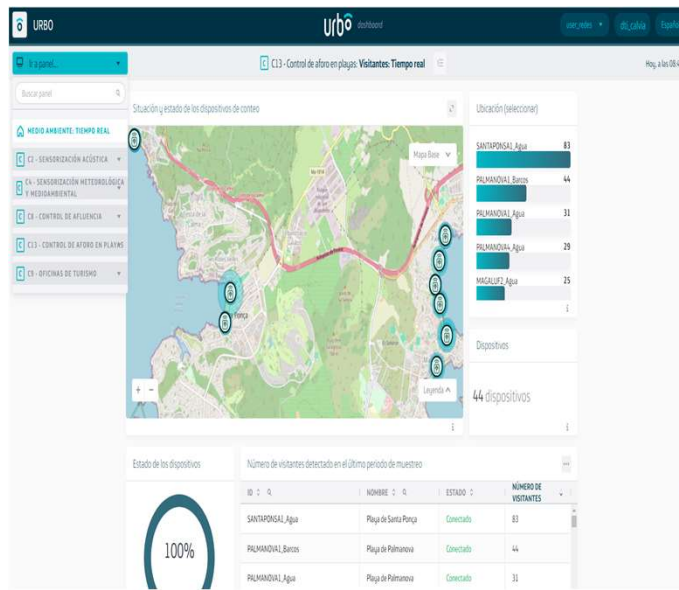 URBO
urbo dashboard
user_redes
dti_calvia
Español
Ir a panel...
C13 - Control de aforo en playas: Visitantes: Tiempo real
Hoy, a las 08:4
Buscar panel
MEDIO AMBIENTE: TIEMPO REAL
C2 - SENSORIZACIÓN ACÚSTICA
C4 - SENSORIZACIÓN METEOROLÓGICA
Y MEDIOAMBIENTAL
C8 - CONTROL DE AFLUENCIA
C13 - CONTROL DE AFORO EN PLAYAS
C9 - OFICINAS DE TURISMO
Situación y estado de los dispositivos de conteo
Mapa Base
Ponça
+ −
Leyenda
Ubicación (seleccionar)
SANTAPONSA1_Agua 83
PALMANOVA1_Barcos 44
PALMANOVA1_Agua 31
PALMANOVA4_Agua 29
MAGALUF2_Agua 25
Dispositivos
44 dispositivos
Estado de los dispositivos
100%
Número de visitantes detectado en el último periodo de muestreo
ID NOMBRE ESTADO NÚMERO DE
VISITANTES
SANTAPONSA1_Agua Playa de Santa Ponça Conectado 83
PALMANOVA1_Barcos Playa de Palmanova Conectado 44
PALMANOVA1_Agua Playa de Palmanova Conectado 31